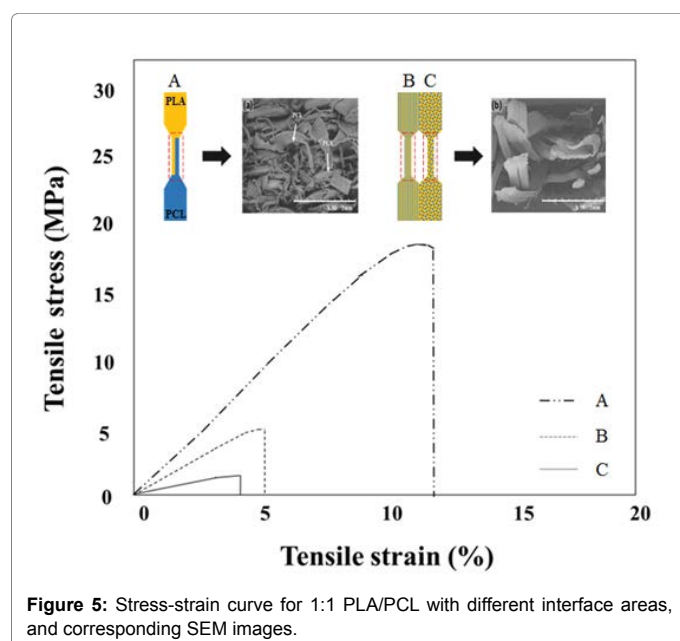 Tensile stress (MPa)
30
25
20
15
10
5
0
A
PLA
PCL
(a)
PCL
B C
(b)
A
B
C
0 5 10 15 20
Tensile strain (%)
Figure 5: Stress-strain curve for 1:1 PLA/PCL with different interface areas,
and corresponding SEM images.